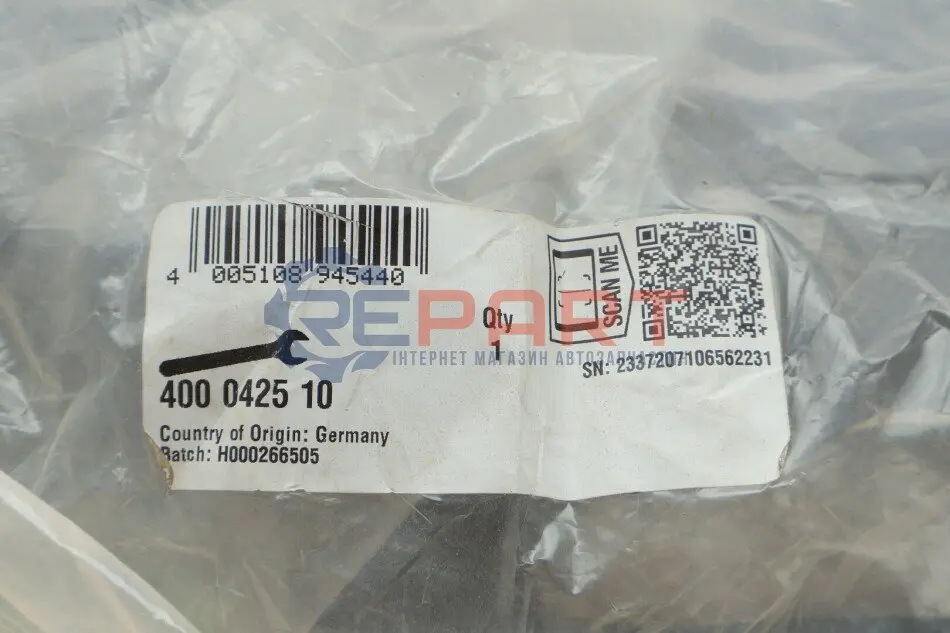 4 005108 945440
SCAN ME
REPART
Qty
ІНТЕРНЕТ МАГАЗИН АВТОЗАПЧАСТИН
1
SN: 2337207106562231
400 0425 10
Country of Origin: Germany
Batch: H000266505